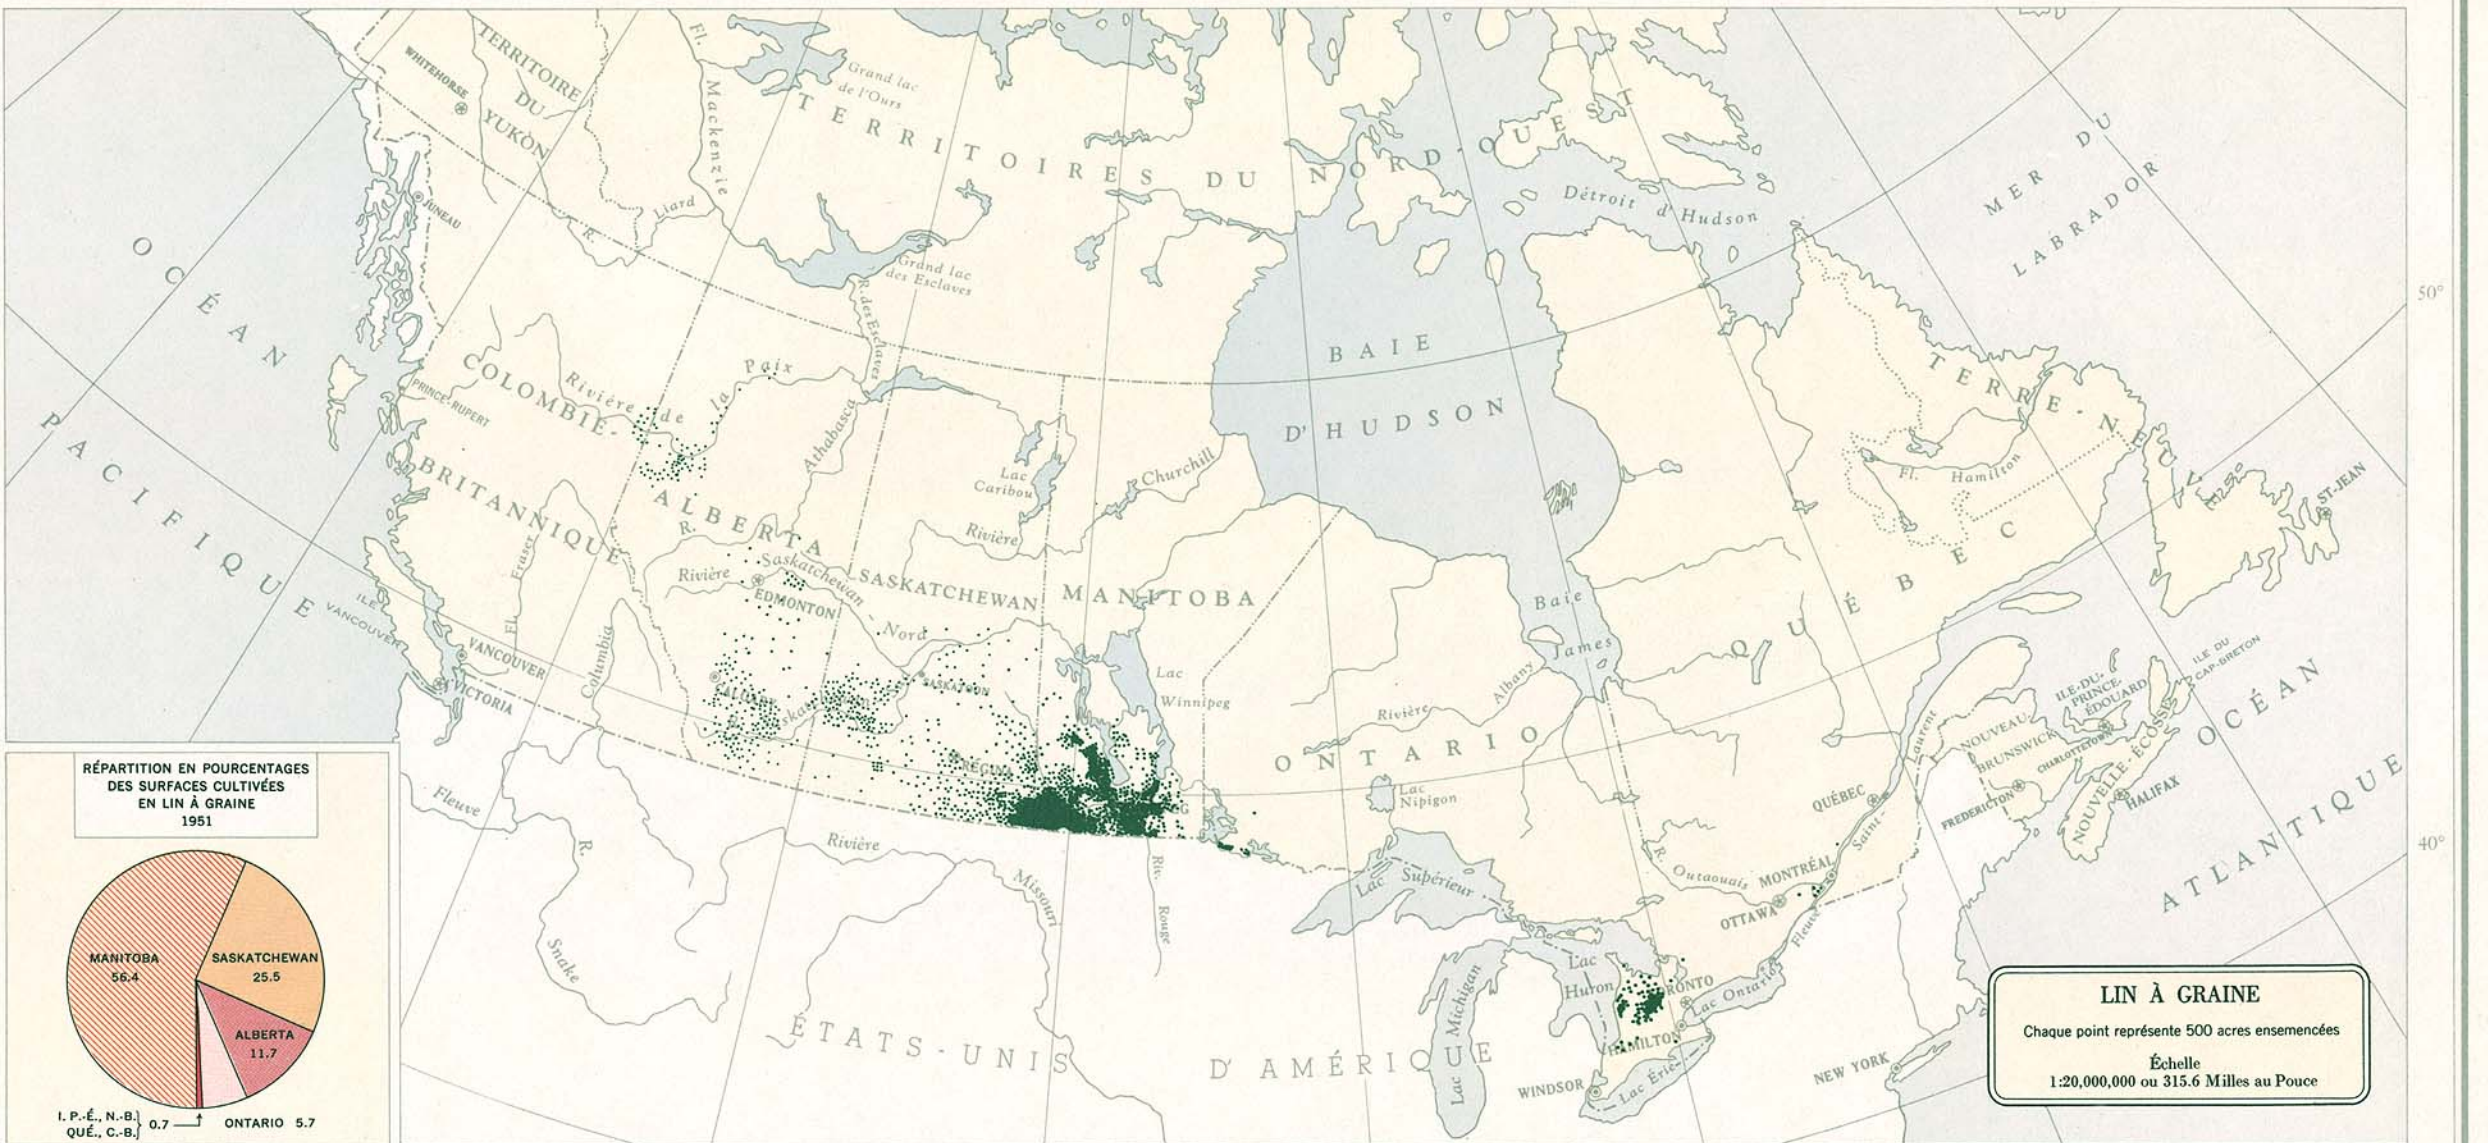 TERRITOIRE
DU
YUKON
WHITEHORSE
JUNEAU
Fl. Mackenzie
Grand lac
de l'Ours
TERRITOIRES DU NORD-OUEST
Liard
R.
Grand lac
des Esclaves
R. des Esclaves
Détroit d'Hudson
MER DU
LABRADOR
50°
OCÉAN
PACIFIQUE
PRINCE-RUPERT
COLOMBIE-
BRITANNIQUE
Rivière de la Paix
Athabasca
ALBERTA
R.
Lac
Caribou
Rivière Churchill
BAIE
D'HUDSON
TERRE-NEUVE
Fl. Hamilton
ST-JEAN
Fl. Fraser
ILE
VANCOUVER
VANCOUVER
VICTORIA
Columbia
Rivière Saskatchewan - Nord
EDMONTON
SASKATCHEWAN
MANITOBA
CALGARY
SASKATOON
RÉGINA
Lac
Winnipeg
Baie
James
Rivière Albany
ONTARIO
Lac
Nipigon
QUÉBEC
ILE DU
CAP-BRETON
ILE-DU-
PRINCE-
ÉDOUARD
CHARLOTTETOWN
NOUVEAU-
BRUNSWICK
FREDERICTON
NOUVELLE-ÉCOSSE
HALIFAX
OCÉAN
ATLANTIQUE
40°
QUÉBEC
Fleuve Saint-Laurent
MONTRÉAL
R. Outaouais
OTTAWA
Lac Supérieur
Lac
Huron
Lac Michigan
RONTO
Lac Ontario
HAMILTON
Lac Érié
WINDSOR
NEW YORK
Fleuve
R.
Snake
Rivière
Missouri
Riv. Rouge
ÉTATS-UNIS D'AMÉRIQUE
RÉPARTITION EN POURCENTAGES
DES SURFACES CULTIVÉES
EN LIN À GRAINE
1951
MANITOBA
56.4
SASKATCHEWAN
25.5
ALBERTA
11.7
I. P.-É., N.-B.
QUÉ., C.-B. } 0.7
ONTARIO 5.7
LIN À GRAINE
Chaque point représente 500 acres ensemencées
Échelle
1:20,000,000 ou 315.6 Milles au Pouce